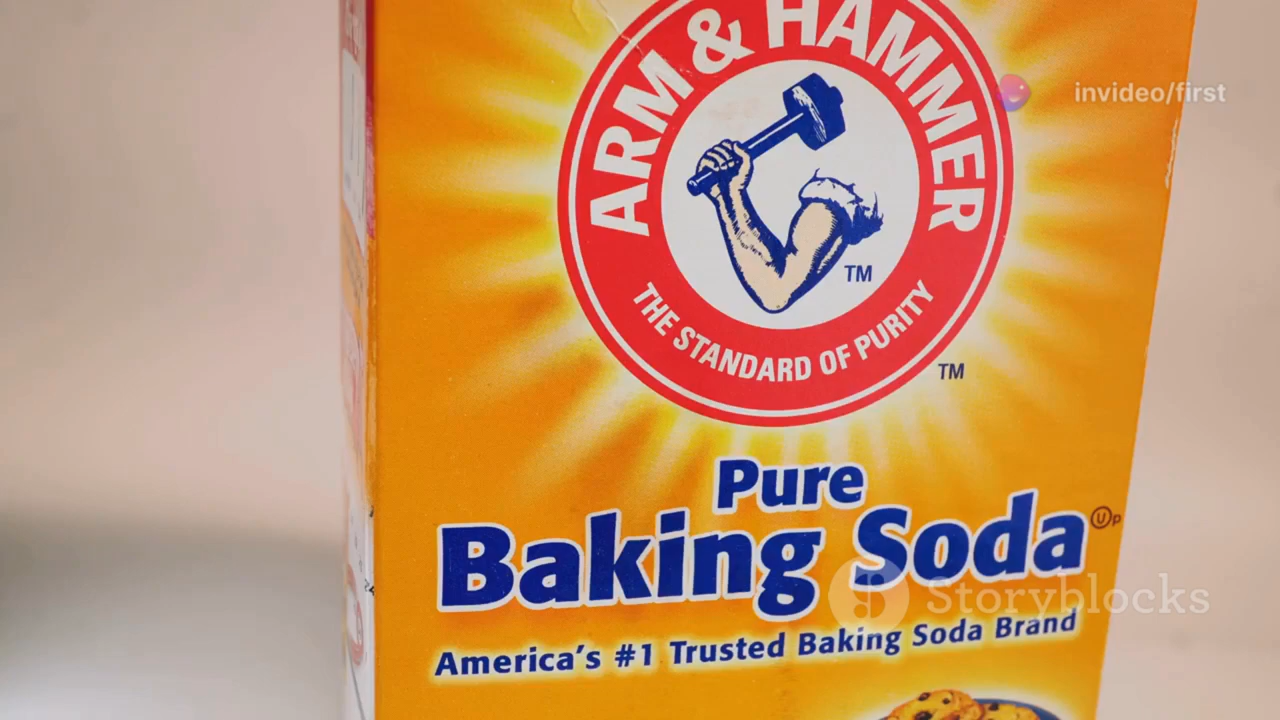 ARM & HAMMER
invideo/first
TM
THE STANDARD OF PURITY
TM
Pure
Baking Soda
Up
Storyblocks
America's #1 Trusted Baking Soda Brand